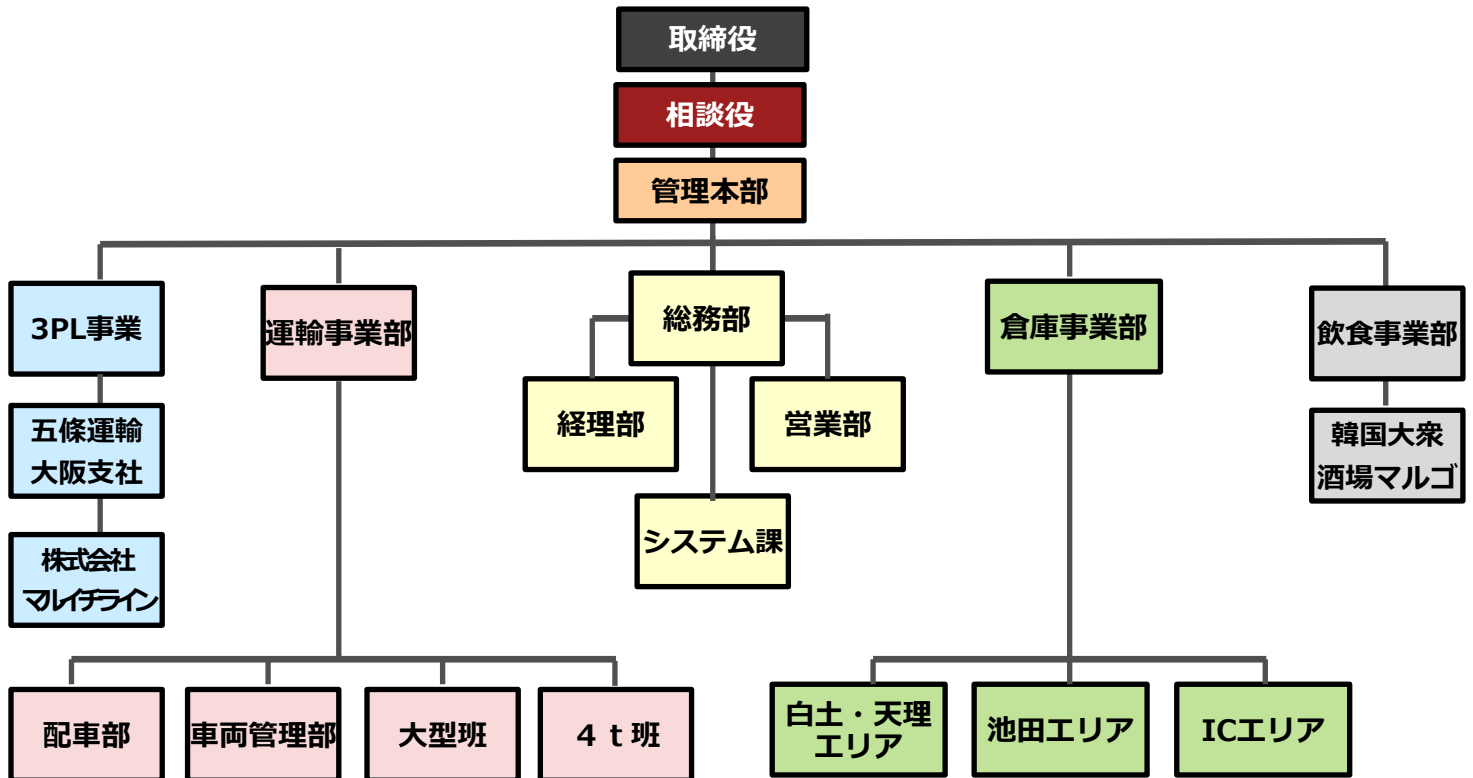 取締役
相談役
管理本部
3PL事業
運輸事業部
総務部
倉庫事業部
飲食事業部
五條運輸
大阪支社
経理部
営業部
韓国大衆
酒場マルゴ
システム課
株式会社
マルイチライン
配車部
車両管理部
大型班
4ｔ班
白土・天理
エリア
池田エリア
ICエリア